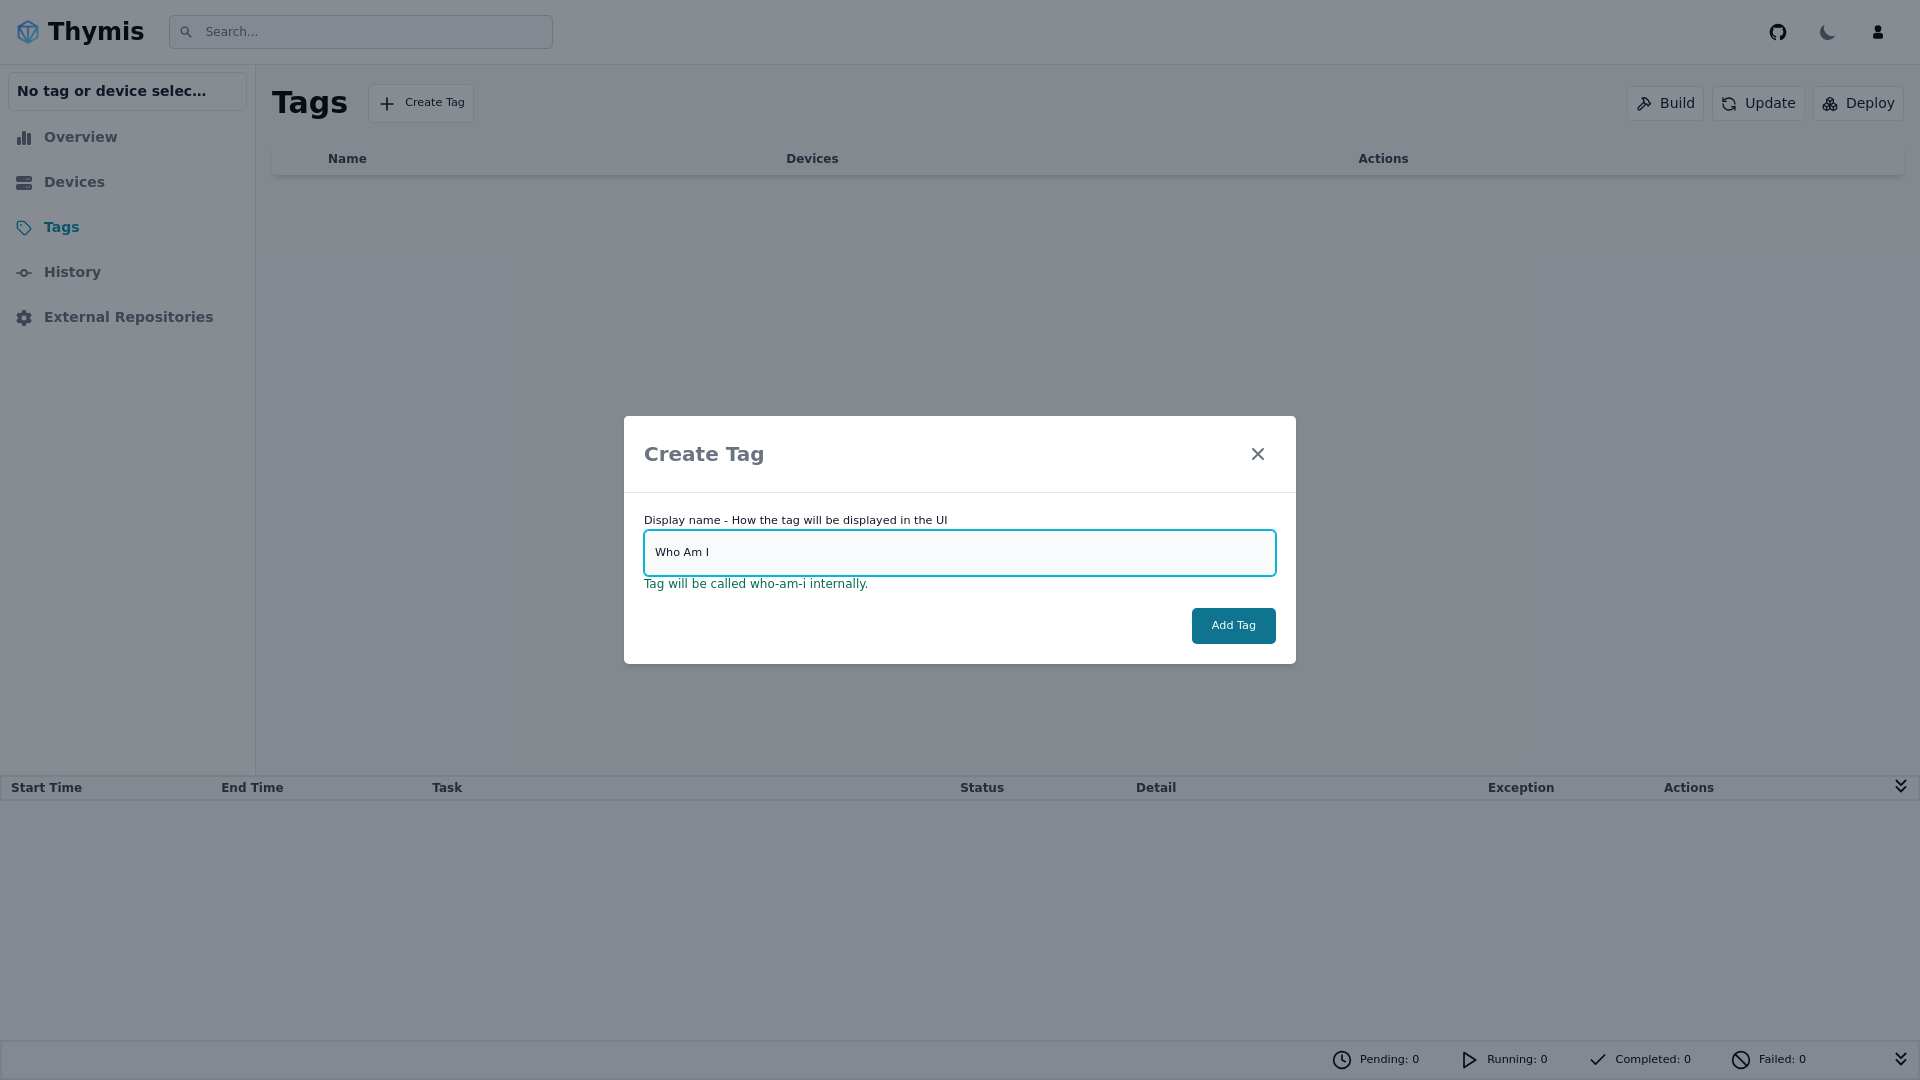 Thymis
Search...
No tag or device selec...
Overview
Devices
Tags
History
External Repositories
Tags
Create Tag
Build
Update
Deploy
Name Devices Actions
Create Tag
Display name - How the tag will be displayed in the UI
Who Am I
Tag will be called who-am-i internally.
Add Tag
Start Time End Time Task Status Detail Exception Actions
Pending: 0 Running: 0 Completed: 0 Failed: 0